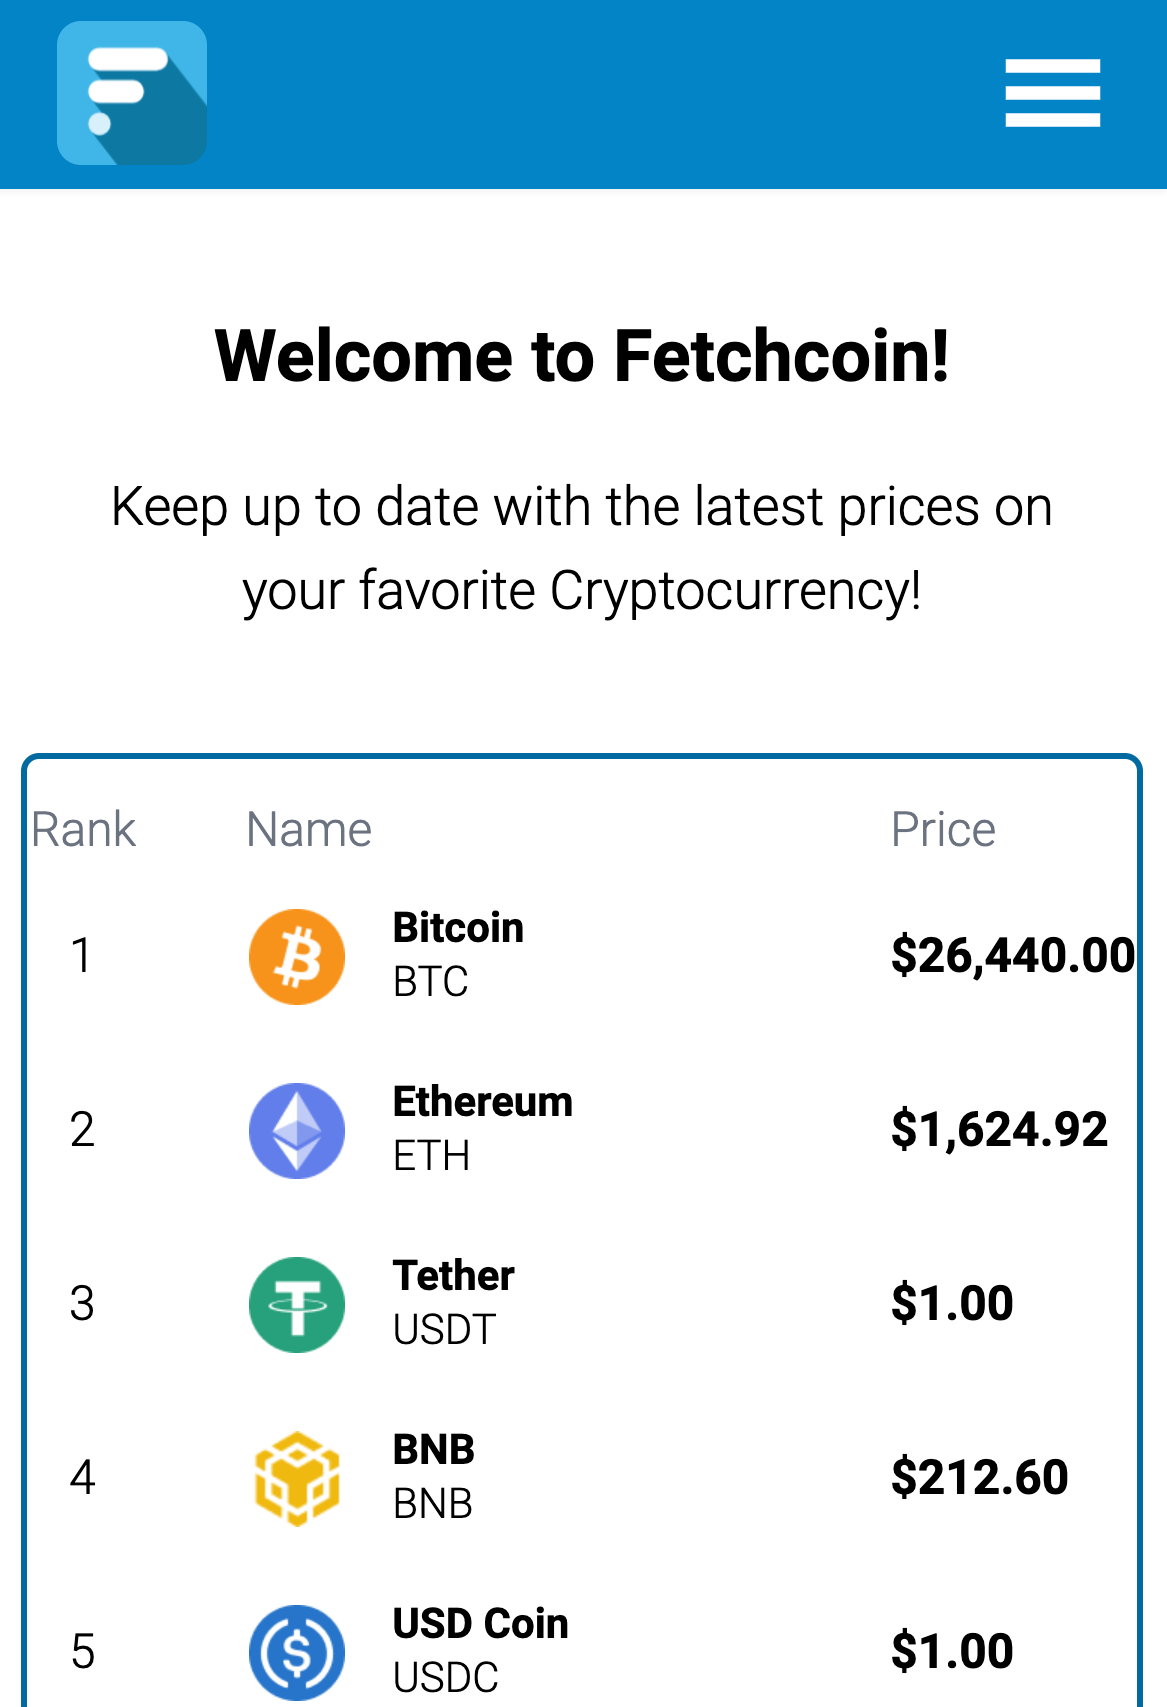 Welcome to Fetchcoin!
Keep up to date with the latest prices on
your favorite Cryptocurrency!
Rank Name Price
1 Bitcoin $26,440.00
BTC
2 Ethereum $1,624.92
ETH
3 Tether $1.00
USDT
4 BNB $212.60
BNB
5 USD Coin $1.00
USDC